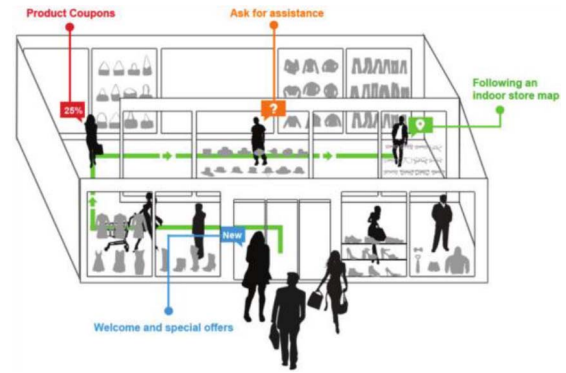 Product Coupons
Ask for assistance
Following an
indoor store map
25%
?
New
Welcome and special offers